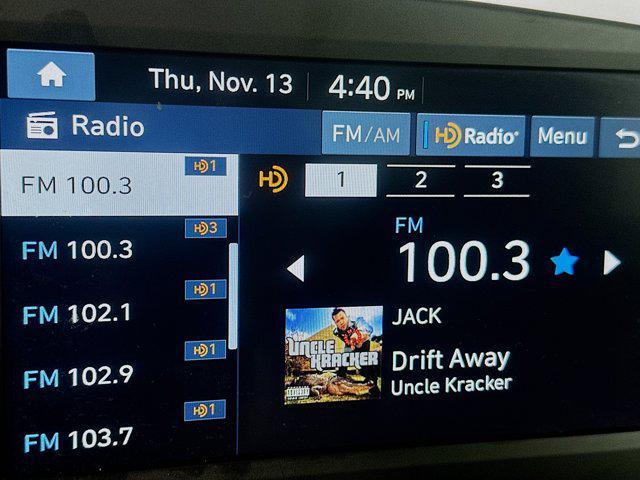 Thu, Nov. 13 4:40 PM
Radio FM/AM HD Radio Menu
FM 100.3 HD1
HD 1 2 3
FM 100.3 HD3
FM 102.1 HD1
FM 102.9 HD1
FM 103.7 HD1
FM
100.3
JACK
Drift Away
Uncle Kracker
UNCLE
KRACKER